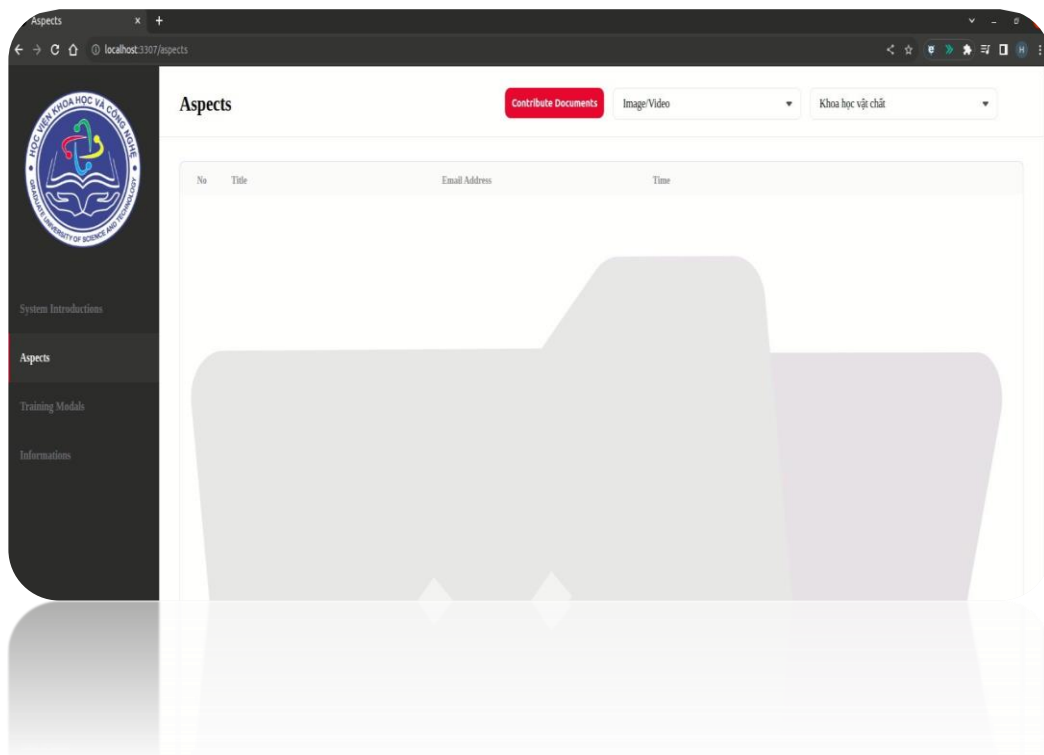 Aspects
localhost:3307/aspects
H
HỌC VIỆN KHOA HỌC VÀ CÔNG NGHỆ
GRADUATE UNIVERSITY OF SCIENCE AND TECHNOLOGY
Aspects
Contribute Documents
Image/Video
Khoa học vật chất
No Title Email Address Time
System Introductions
Aspects
Training Modals
Informations